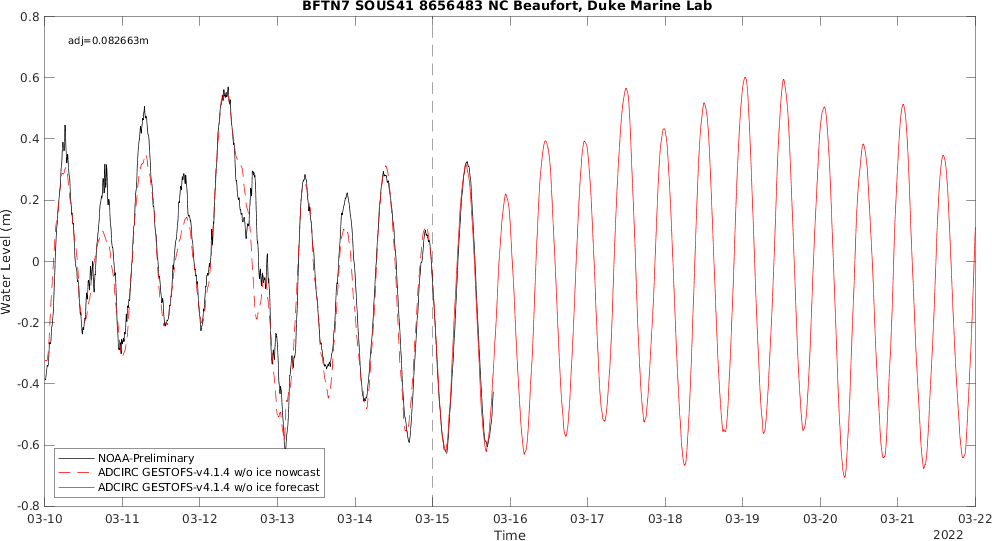 BFTN7 SOUS41 8656483 NC Beaufort, Duke Marine Lab
adj=0.082663m
0.8
0.6
0.4
0.2
0
-0.2
-0.4
-0.6
-0.8
Water Level (m)
NOAA-Preliminary
ADCIRC GESTOFS-v4.1.4 w/o ice nowcast
ADCIRC GESTOFS-v4.1.4 w/o ice forecast
03-10 03-11 03-12 03-13 03-14 03-15 03-16 03-17 03-18 03-19 03-20 03-21 03-22
Time
2022